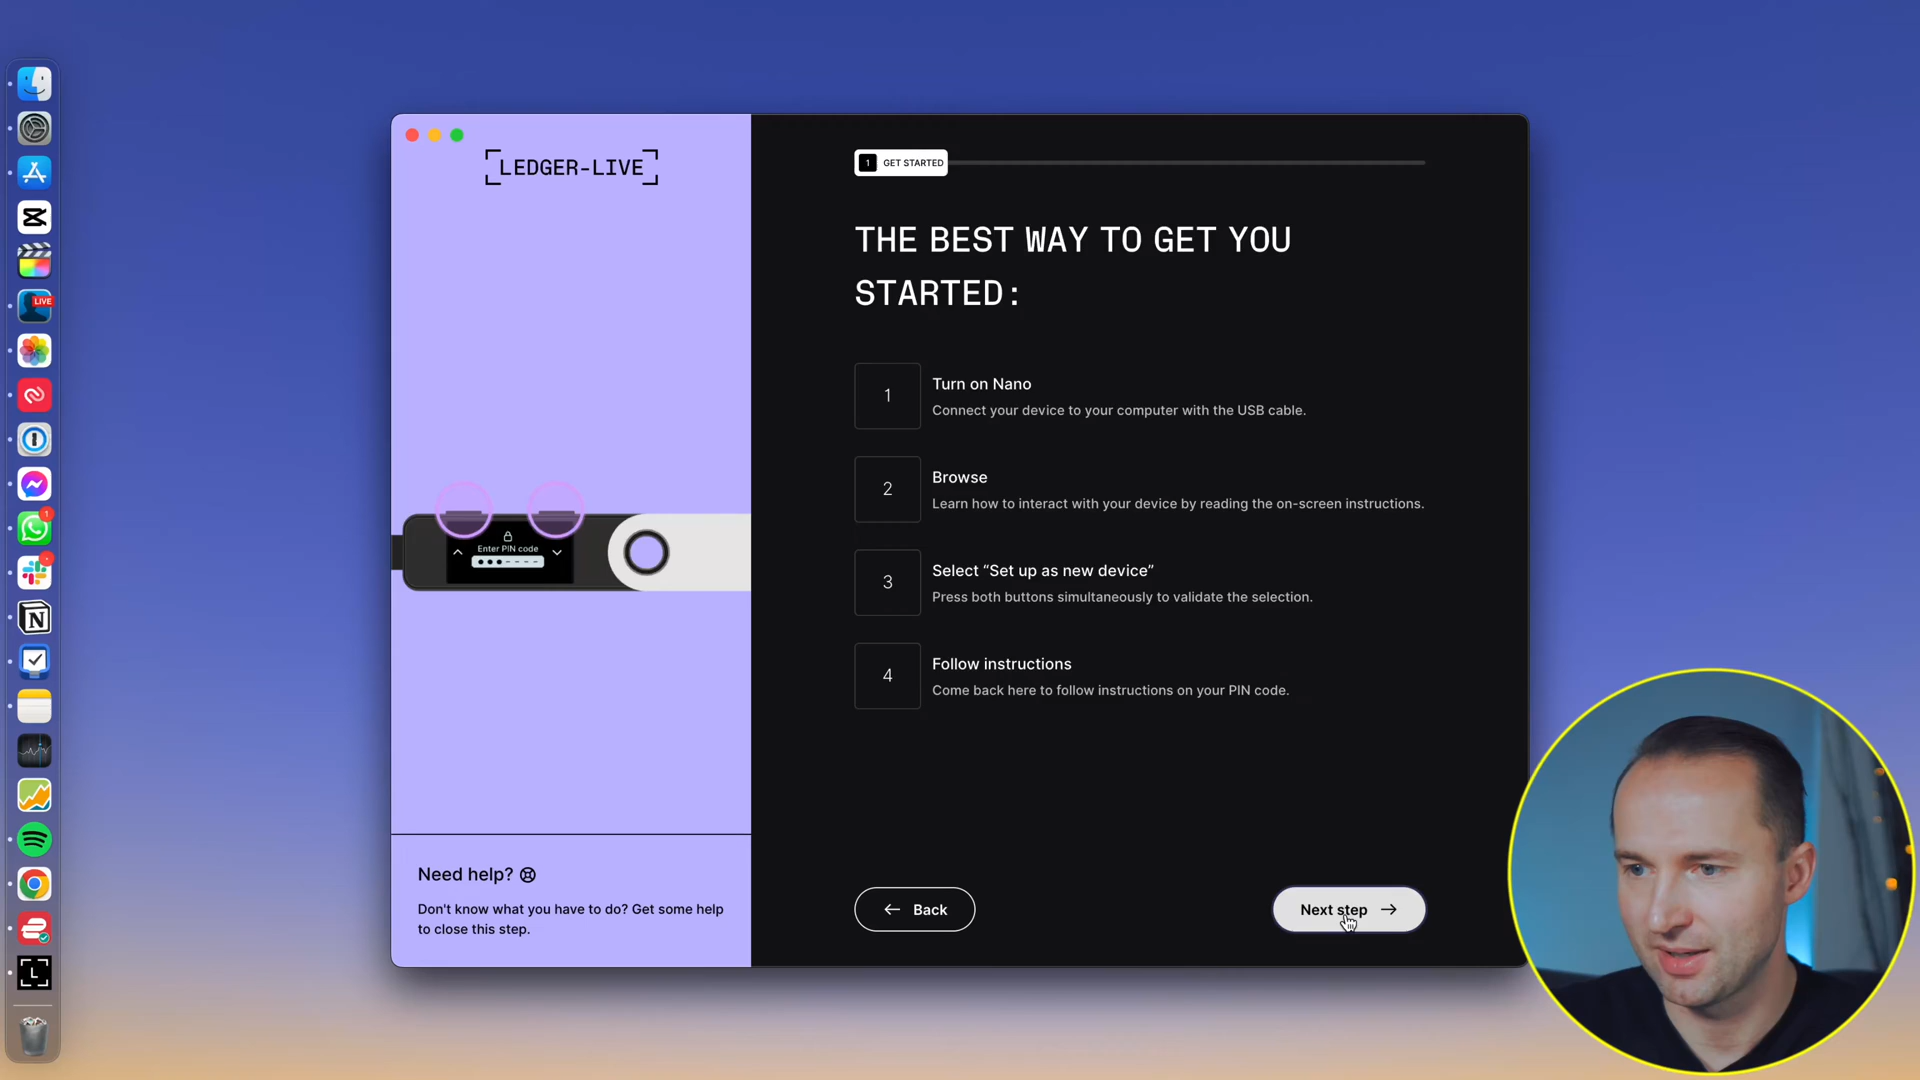 LEDGER-LIVE
1 GET STARTED
THE BEST WAY TO GET YOU
STARTED:
1
Turn on Nano
Connect your device to your computer with the USB cable.
2
Browse
Learn how to interact with your device by reading the on-screen instructions.
3
Select “Set up as new device”
Press both buttons simultaneously to validate the selection.
4
Follow instructions
Come back here to follow instructions on your PIN code.
Enter PIN code
Need help?
Don't know what you have to do? Get some help
to close this step.
Back
Next step
LIVE
1
L